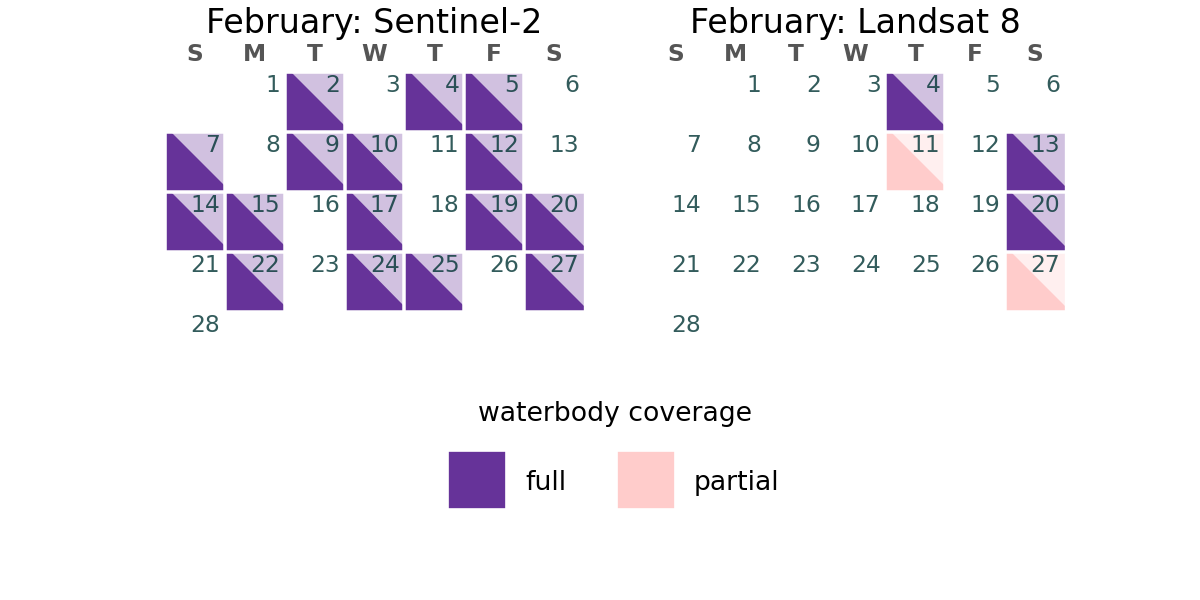 February: Sentinel-2
S M T W T F S
1 2 3 4 5 6
7 8 9 10 11 12 13
14 15 16 17 18 19 20
21 22 23 24 25 26 27
28
February: Landsat 8
S M T W T F S
1 2 3 4 5 6
7 8 9 10 11 12 13
14 15 16 17 18 19 20
21 22 23 24 25 26 27
28
waterbody coverage
full partial